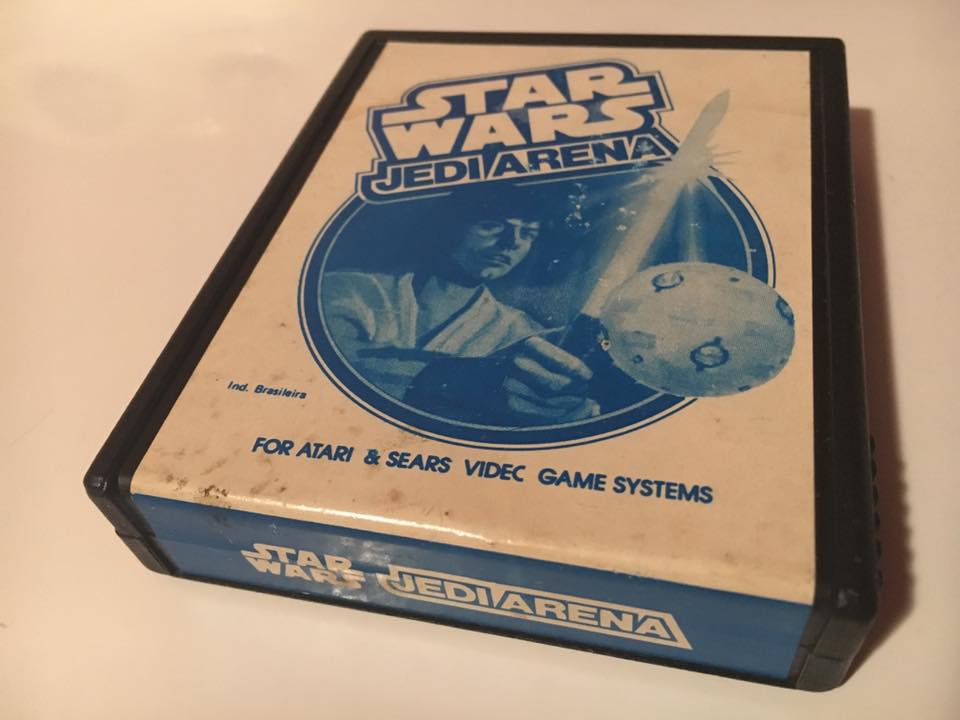 STAR
WARS
JEDI ARENA
Ind. Brasileira
FOR ATARI & SEARS VIDEC GAME SYSTEMS
STAR
WARS
JEDI ARENA